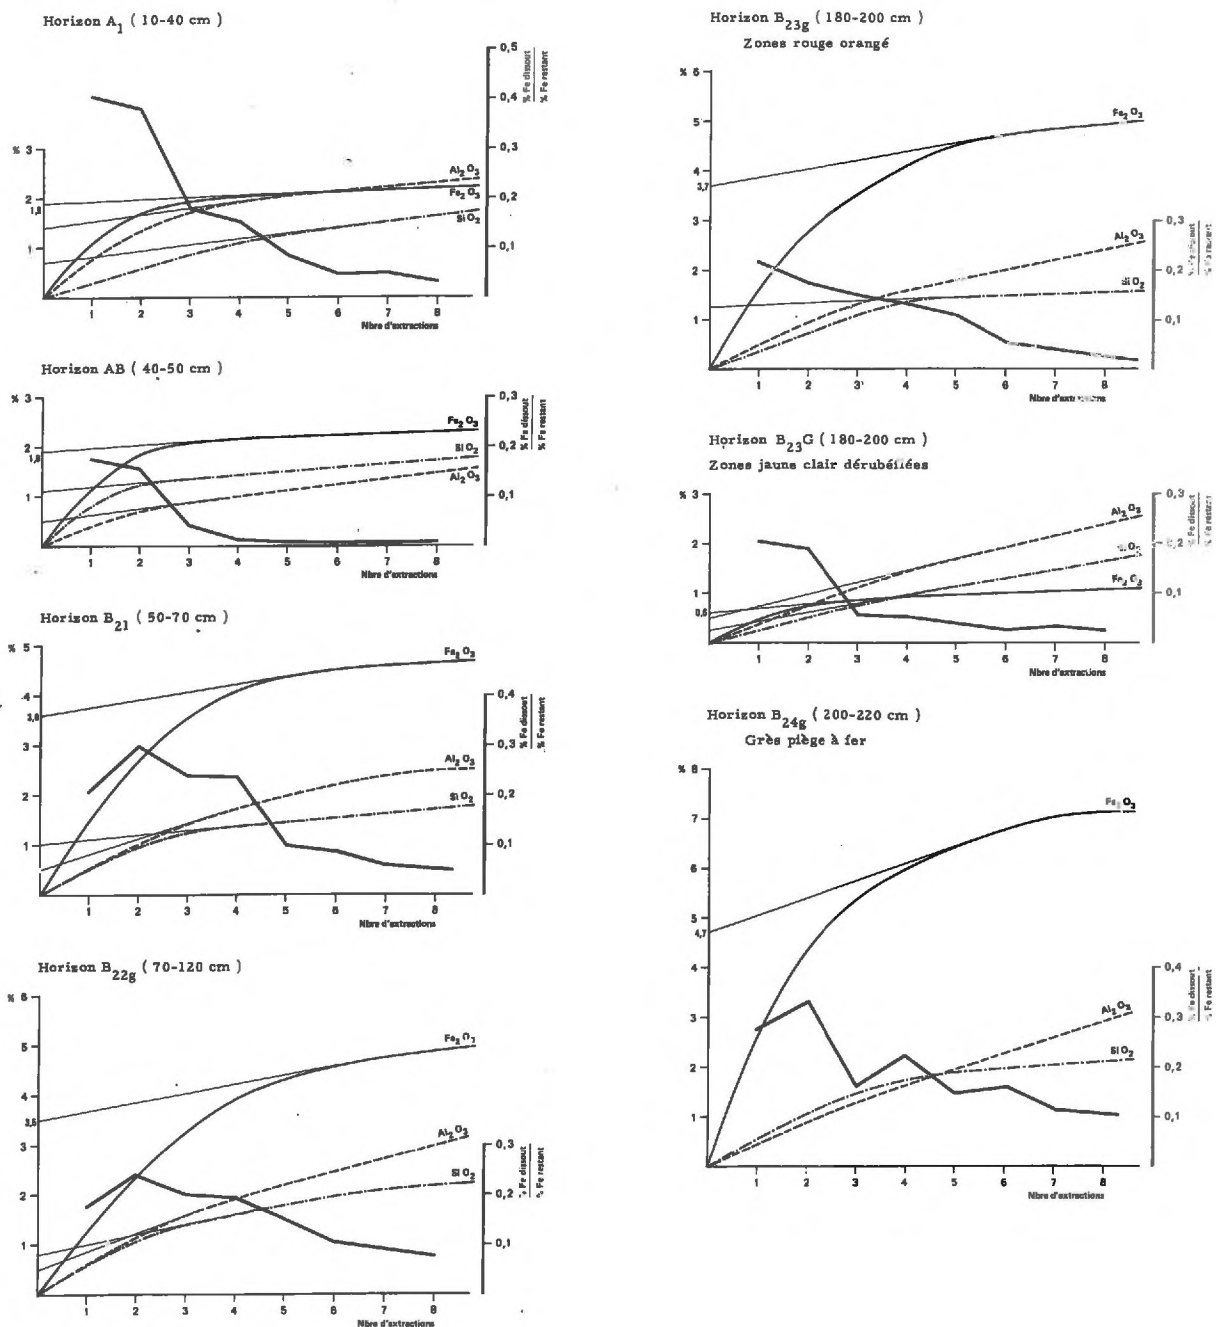 Horizon A1 ( 10-40 cm )
0,5
0,4
0,3
0,2
0,1
% Fe dissout
% Fe restant
% 3
2
1,8
1
Al2O3
Fe2O3
SiO2
1 2 3 4 5 6 7 8
Nbre d'extractions
Horizon AB ( 40-50 cm )
% 3
2
1,9
1
0,3
0,2
0,1
% Fe dissout
% Fe restant
Fe2O3
SiO2
Al2O3
1 2 3 4 5 6 7 8
Nbre d'extractions
Horizon B21 ( 50-70 cm )
% 5
4
3,6
3
2
1
0,4
0,3
0,2
0,1
% Fe dissout
% Fe restant
Fe2O3
Al2O3
SiO2
1 2 3 4 5 6 7 8
Nbre d'extractions
Horizon B22g ( 70-120 cm )
% 6
5
4
3,5
3
2
1
0,3
0,2
0,1
% Fe dissout
% Fe restant
Fe2O3
Al2O3
SiO2
1 2 3 4 5 6 7 8
Nbre d'extractions
Horizon B23g ( 180-200 cm )
Zones rouge orangé
% 6
5
4
3,7
3
2
1
0,3
0,2
0,1
% Fe dissout
% Fe restant
Fe2O3
Al2O3
SiO2
1 2 3 4 5 6 7 8
Nbre d'extractions
Horizon B23G ( 180-200 cm )
Zones jaune clair dérubéfiées
% 3
2
1
0,6
0,3
0,2
0,1
% Fe dissout
% Fe restant
Al2O3
SiO2
Fe2O3
1 2 3 4 5 6 7 8
Nbre d'extractions
Horizon B24g ( 200-220 cm )
Grès piège à fer
% 8
7
6
5
4,7
4
3
2
1
0,4
0,3
0,2
0,1
% Fe dissout
% Fe restant
Fe2O3
Al2O3
SiO2
1 2 3 4 5 6 7 8
Nbre d'extractions